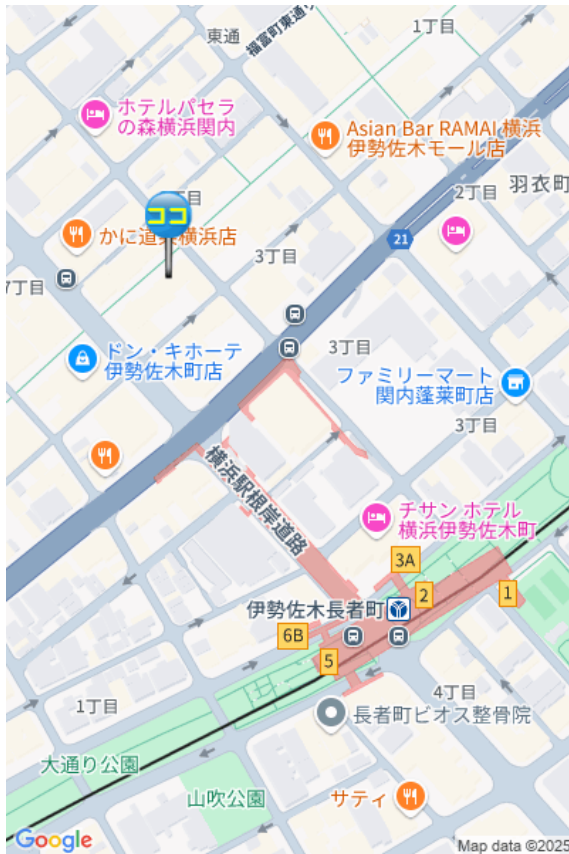 東通
福富町東通り
1丁目
ホテルパセラ
の森横浜関内
Asian Bar RAMAI 横浜
伊勢佐木モール店
羽衣町
2丁目
丁目
ココ
かに道楽横浜店
21
3丁目
7丁目
3丁目
ドン・キホーテ
伊勢佐木町店
ファミリーマート
関内蓬莱町店
3丁目
横浜駅根岸道路
チサン ホテル
横浜伊勢佐木町
3A
2
1
伊勢佐木長者町
6B
5
4丁目
1丁目
長者町ビオス整骨院
大通り公園
山吹公園
サティ
Google
Map data ©2025